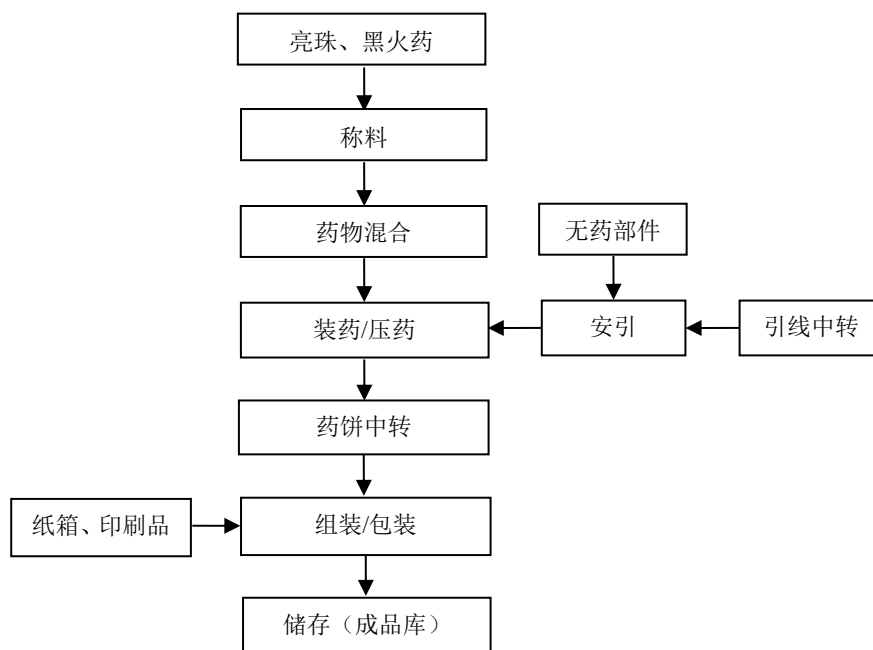 亮珠、黑火药
称料
药物混合
无药部件
装药/压药
安引
引线中转
药饼中转
纸箱、印刷品
组装/包装
储存（成品库）